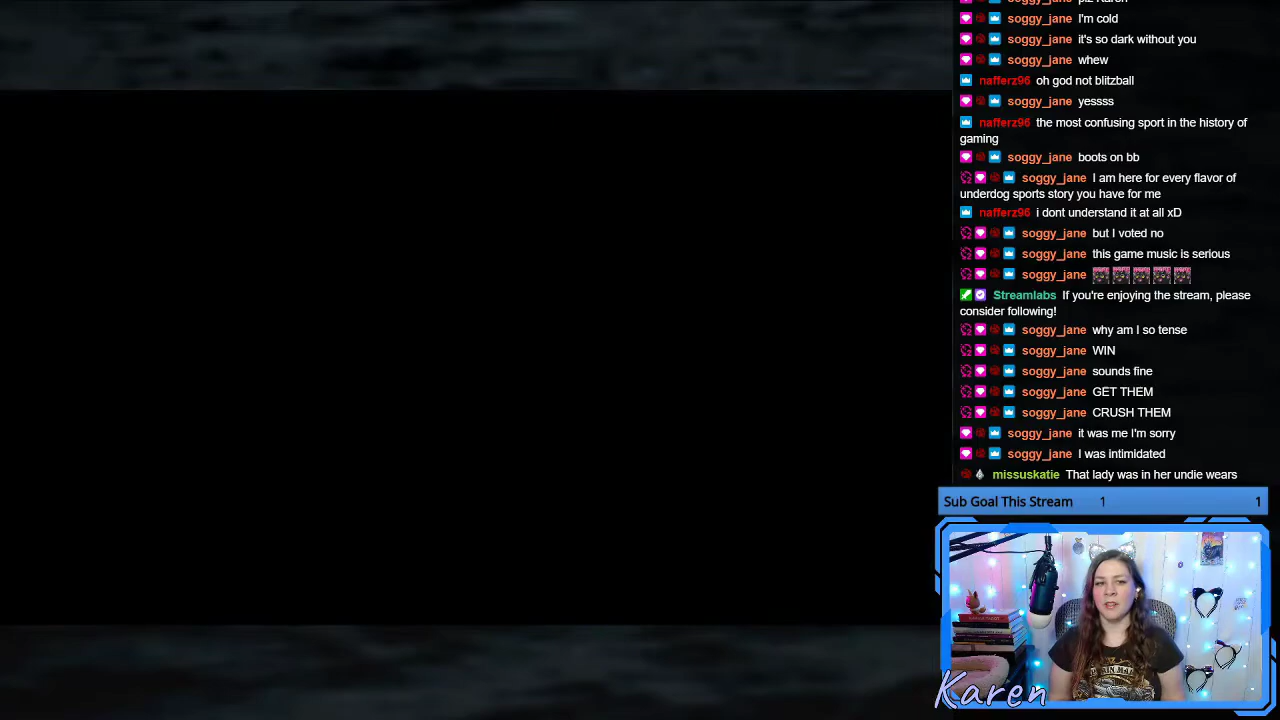 soggy_jane plz Karen
soggy_jane I'm cold
soggy_jane it's so dark without you
soggy_jane whew
nafferz96 oh god not blitzball
soggy_jane yessss
nafferz96 the most confusing sport in the history of
gaming
soggy_jane boots on bb
soggy_jane I am here for every flavor of
underdog sports story you have for me
nafferz96 i dont understand it at all xD
soggy_jane but I voted no
soggy_jane this game music is serious
soggy_jane
Streamlabs If you're enjoying the stream, please
consider following!
soggy_jane why am I so tense
soggy_jane WIN
soggy_jane sounds fine
soggy_jane GET THEM
soggy_jane CRUSH THEM
soggy_jane it was me I'm sorry
soggy_jane I was intimidated
missuskatie That lady was in her undie wears
Sub Goal This Stream 1 1
Karen